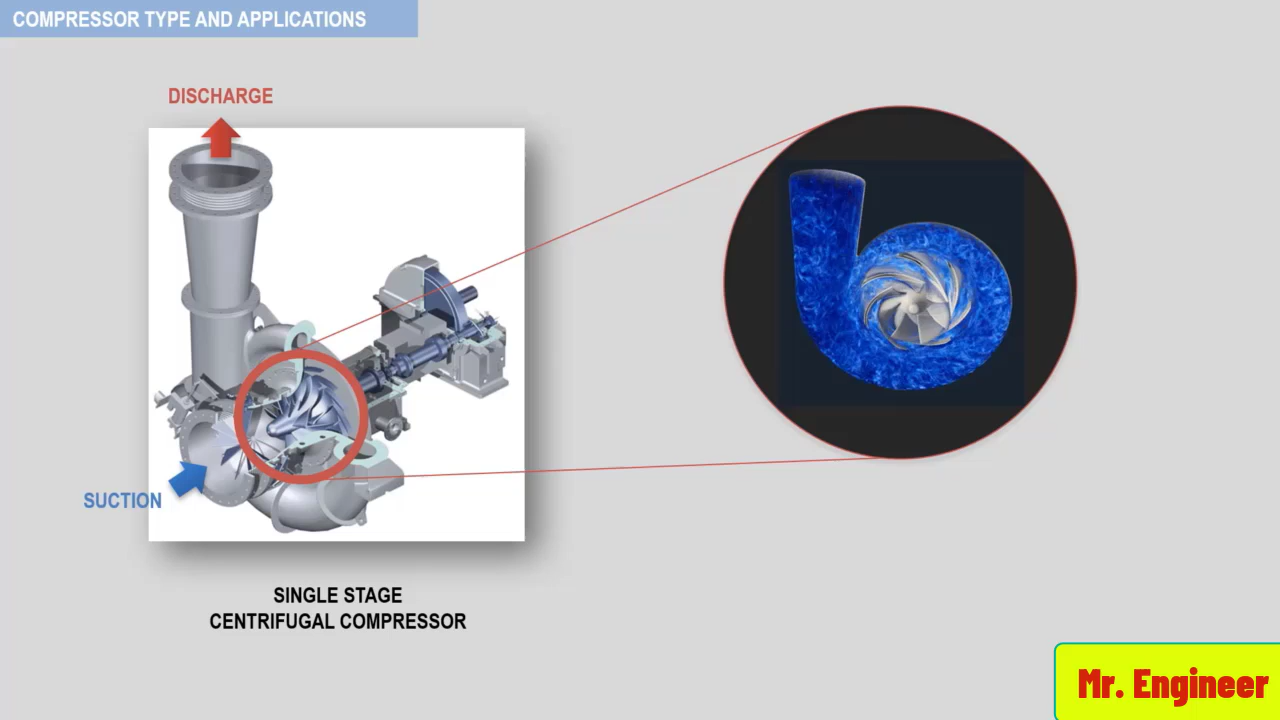 COMPRESSOR TYPE AND APPLICATIONS
DISCHARGE
SUCTION
SINGLE STAGE
CENTRIFUGAL COMPRESSOR
Mr. Engineer